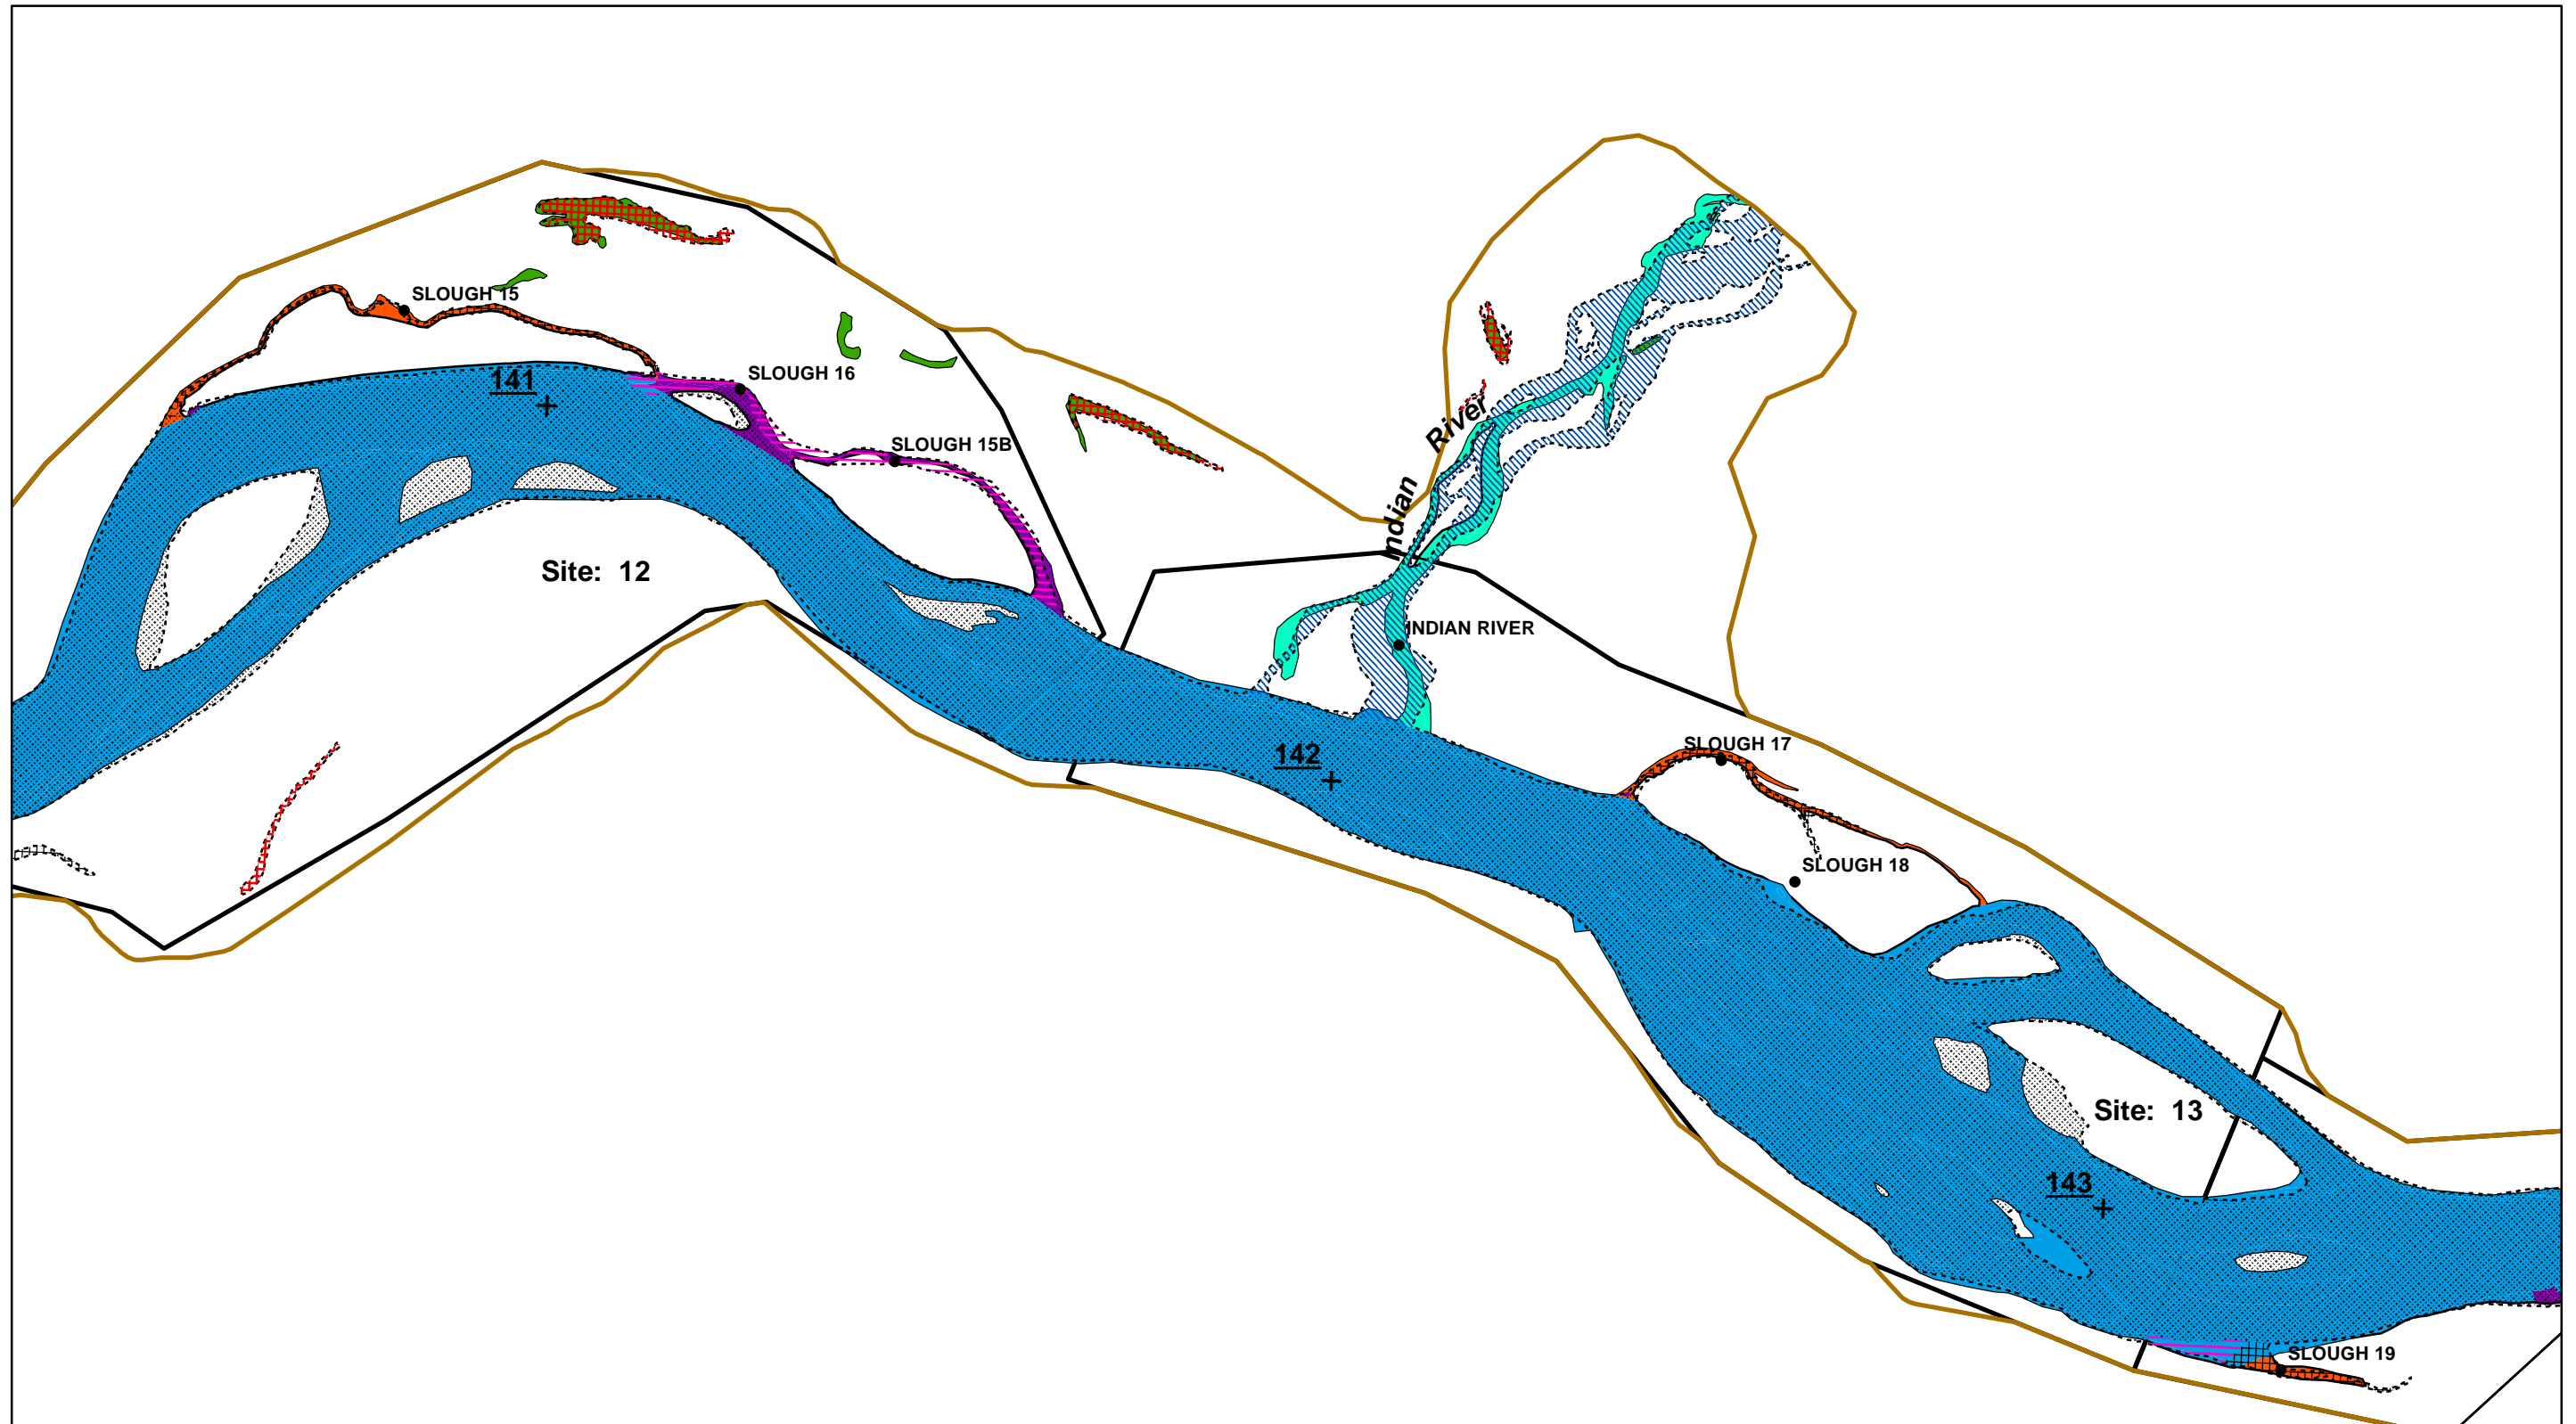 SLOUGH 15
SLOUGH 16
141
SLOUGH 15B
Indian River
Site: 12
INDIAN RIVER
142
SLOUGH 17
SLOUGH 18
Site: 13
143
SLOUGH 19